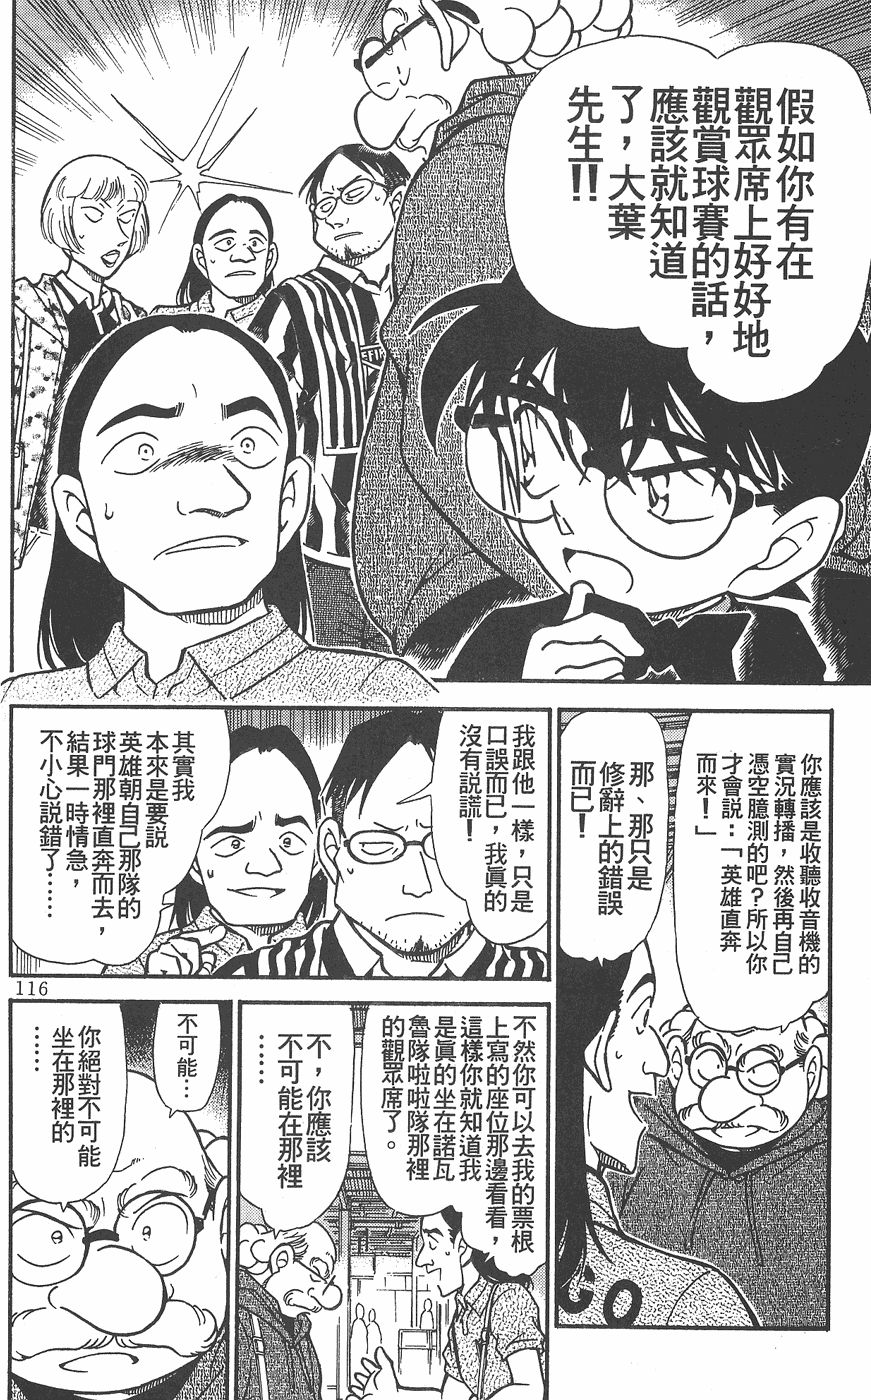 假如你有在
觀眾席上好好地
觀賞球賽的話，
應該就知道
了，大葉
先生!!
你應該是收聽收音機的
實況轉播，然後再自己
憑空臆測的吧？所以你
才會說：「英雄直奔
而來！」
那、那只是
修辭上的錯誤
而已！
我跟他一樣，只是
口誤而已，我真的
沒有說謊！
其實我
本來是要說
英雄朝自己那隊的
球門那裡直奔而去，
結果一時情急，
不小心說錯了……
116
CO
不然你可以去我的票根
上寫的座位那邊看看，
這樣你就知道我
是真的坐在諾瓦
魯隊啦啦隊那裡
的觀眾席了。
不，你應該
不可能在那裡
……
不可能…
你絕對不可能
坐在那裡的
……